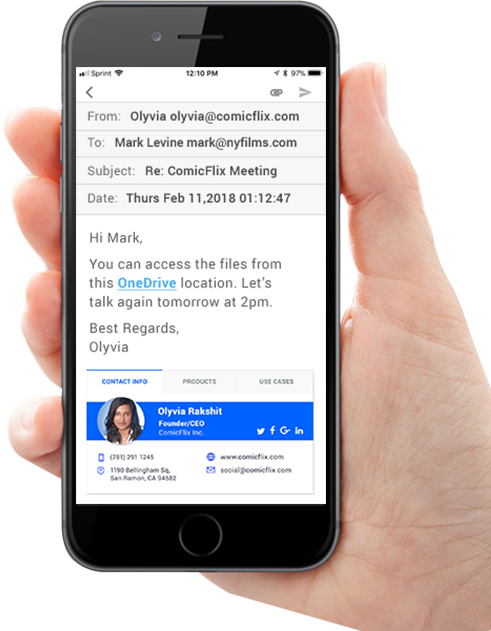 Sprint 12:10 PM 97%
From: Olyvia olyvia@comicflix.com
To: Mark Levine mark@nyfilms.com
Subject: Re: ComicFlix Meeting
Date: Thurs Feb 11,2018 01:12:47
Hi Mark,
You can access the files from
this OneDrive location. Let's
talk again tomorrow at 2pm.
Best Regards,
Olyvia
CONTACT INFO PRODUCTS USE CASES
Olyvia Rakshit
Founder/CEO
ComicFlix Inc.
(781) 291 1245
1190 Bellingham Sq,
San Ramon, CA 94582
www.comicflix.com
social@comicflix.com